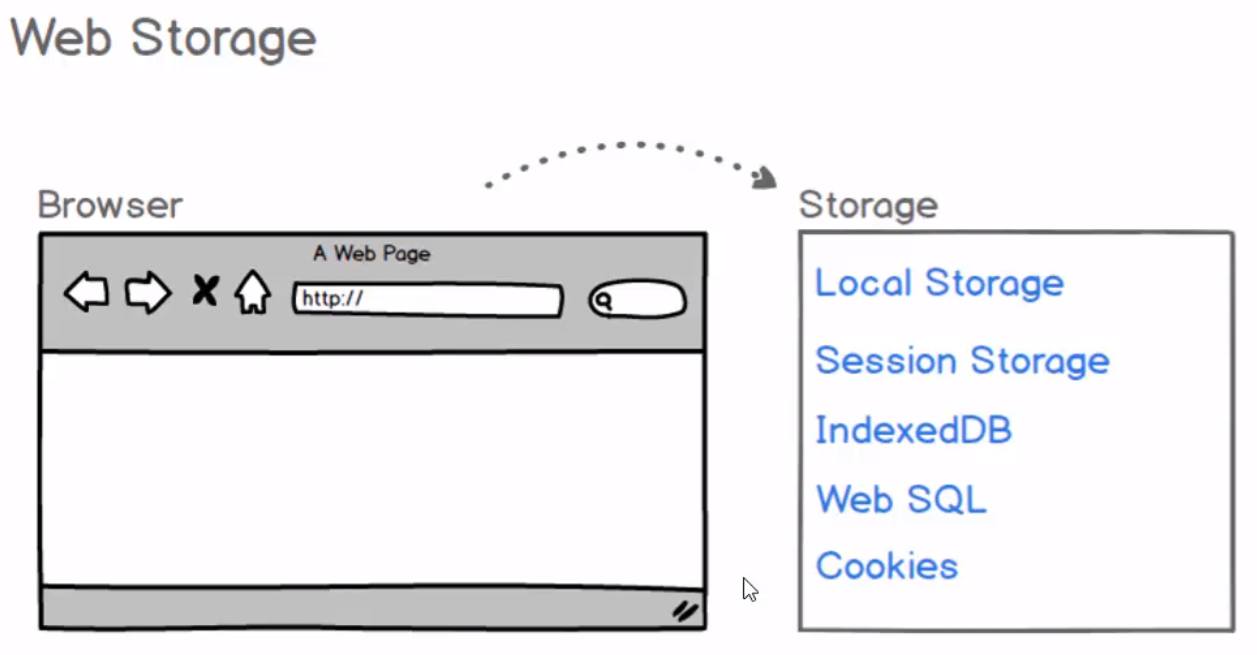 Web Storage
Browser
A Web Page
http://
Storage
Local Storage
Session Storage
IndexedDB
Web SQL
Cookies